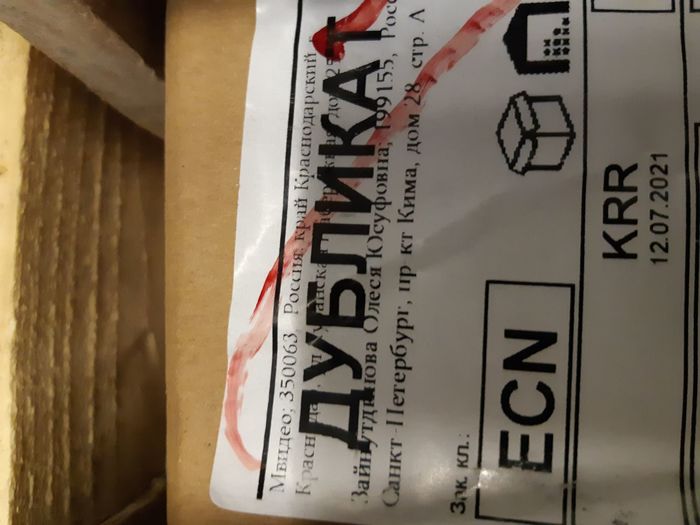 ДУБЛИКАТ
Мвидео; 350063, Россия, край Краснодарский
Зайнутдинова Олеся Юсуфовна; 199155, Росс
Санкт-Петербург, пр-кт Кима, дом 28, стр. А
Зак. кл.:
ECN
KRR
12.07.2021